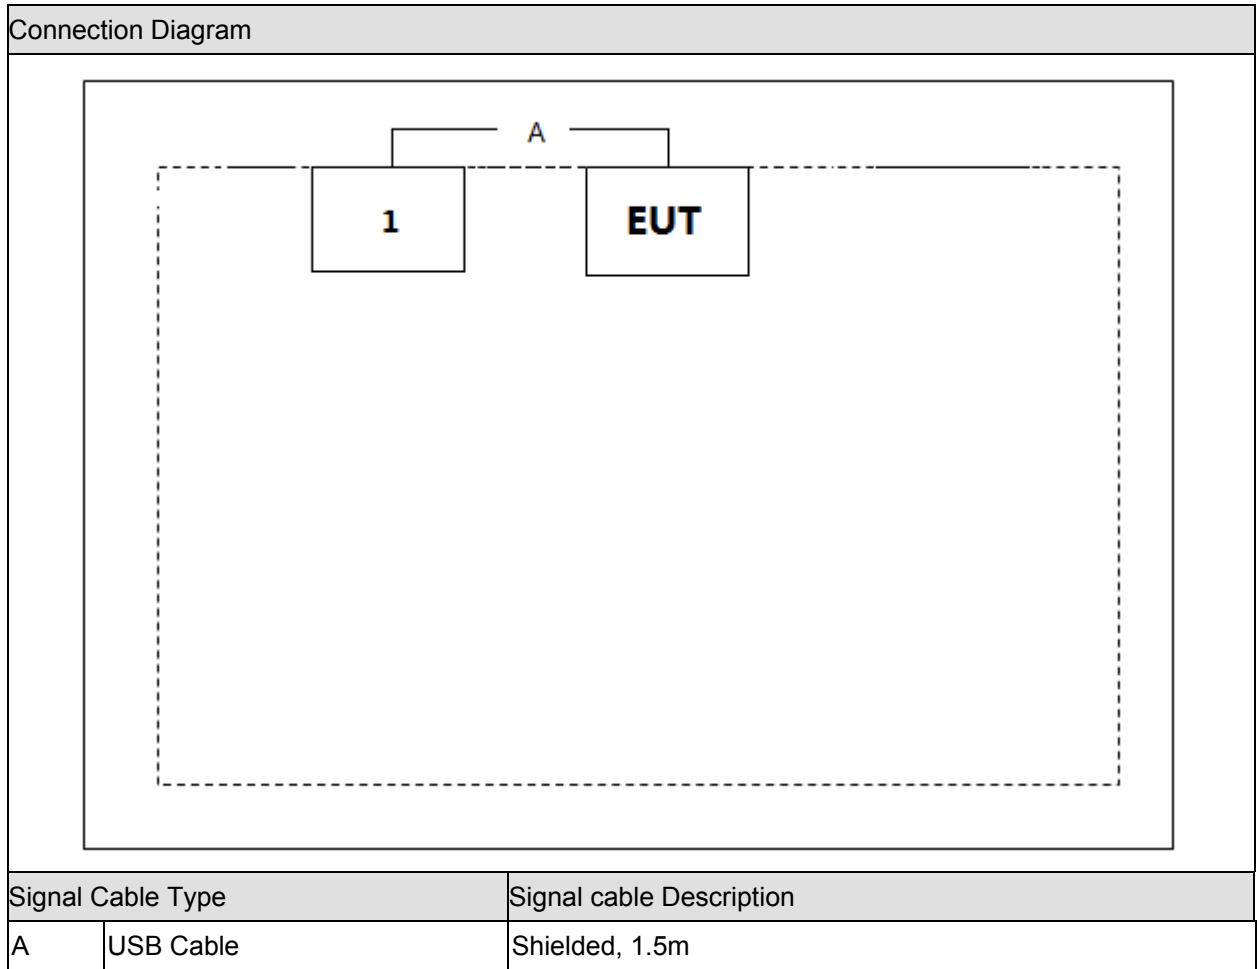 Connection Diagram
A
1 EUT
Signal Cable Type Signal cable Description
A USB Cable Shielded, 1.5m